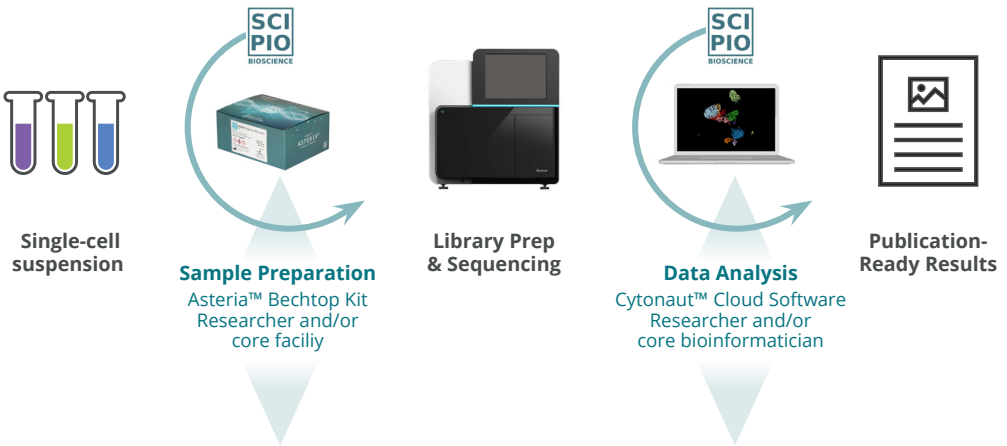 SCI
PIO
BIOSCIENCE
SCI
PIO
BIOSCIENCE
ASTERIA
Single-cell
suspension
Sample Preparation
Asteria™ Bechtop Kit
Researcher and/or
core faciliy
Library Prep
& Sequencing
Data Analysis
Cytonaut™ Cloud Software
Researcher and/or
core bioinformatician
Publication-
Ready Results